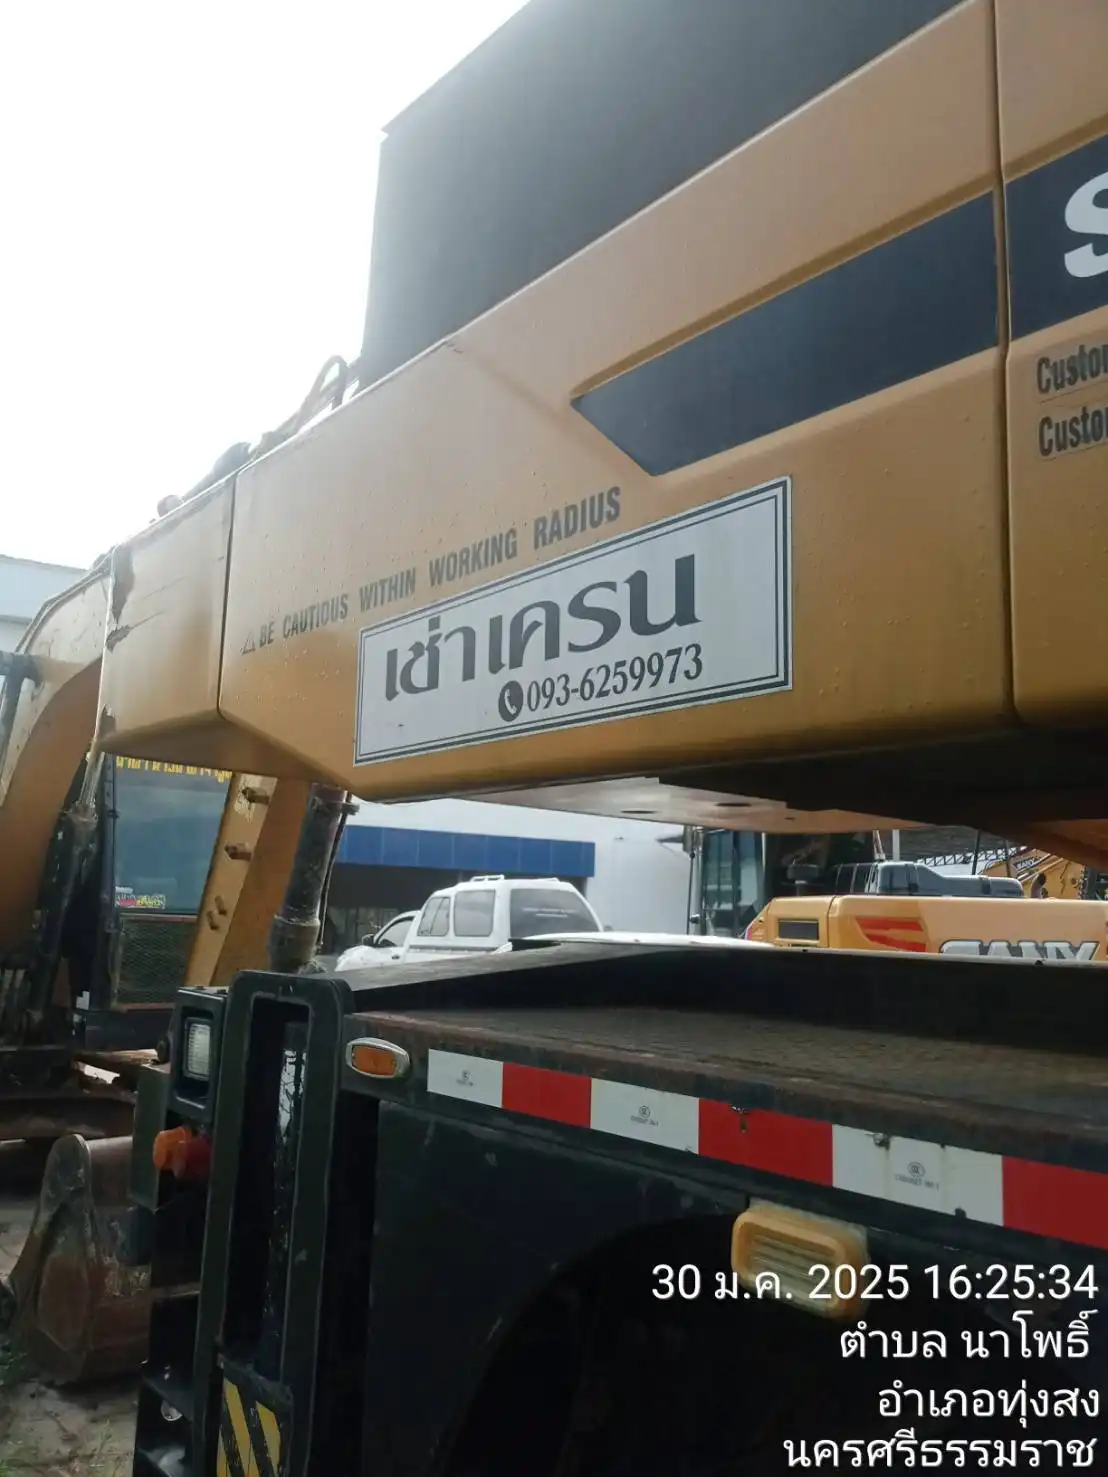 S
Custo
Custo
⚠ BE CAUTIOUS WITHIN WORKING RADIUS
เช่าเครน
093-6259973
SANY
30 ม.ค. 2025 16:25:34
ตำบล นาโพธิ์
อำเภอทุ่งสง
นครศรีธรรมราช